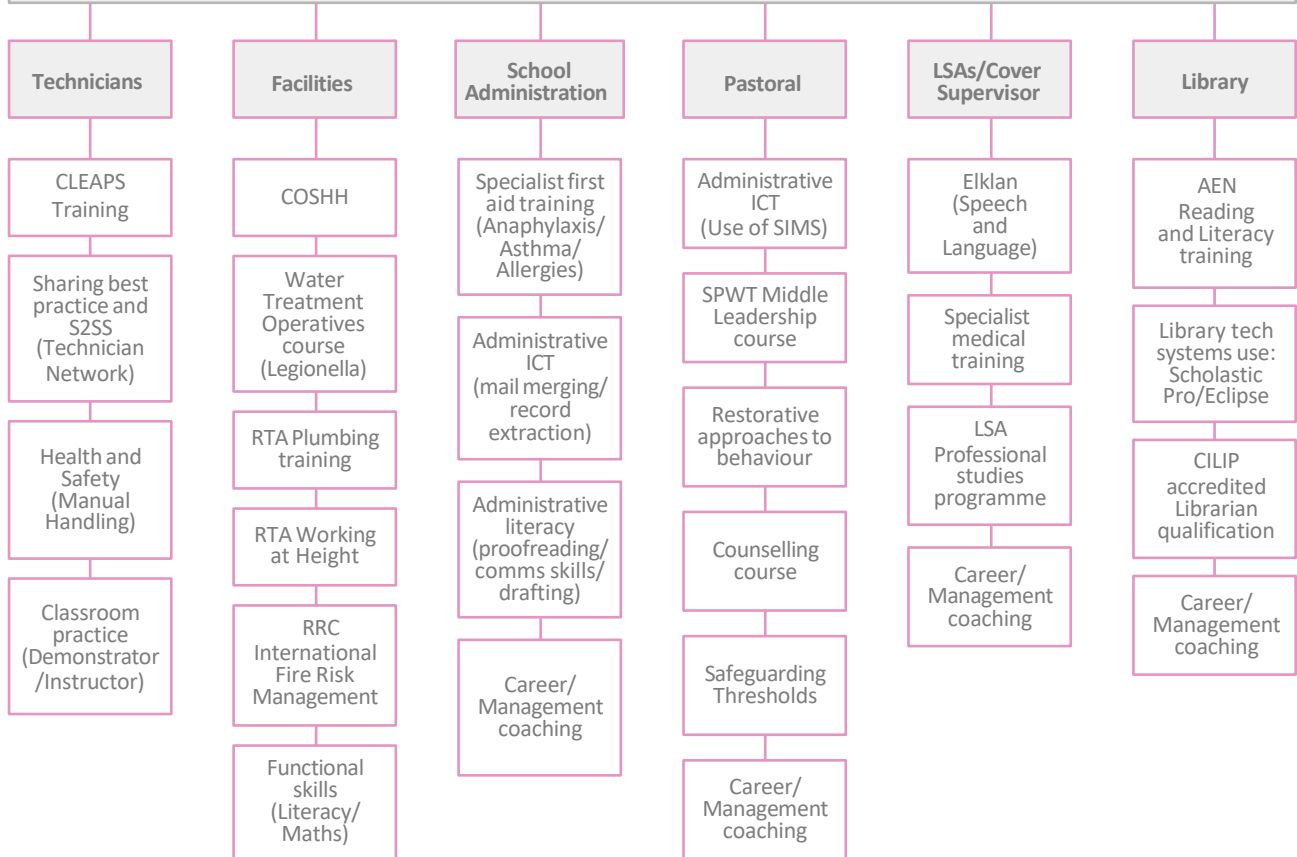 Technicians
CLEAPS
Training
Sharing best
practice and
S2SS
(Technician
Network)
Health and
Safety
(Manual
Handling)
Classroom
practice
(Demonstrator
/Instructor)
Facilities
COSHH
Water
Treatment
Operatives
course
(Legionella)
RTA Plumbing
training
RTA Working
at Height
RRC
International
Fire Risk
Management
Functional
skills
(Literacy/
Maths)
School
Administration
Specialist first
aid training
(Anaphylaxis/
Asthma/
Allergies)
Administrative
ICT
(mail merging/
record
extraction)
Administrative
literacy
(proofreading/
comms skills/
drafting)
Career/
Management
coaching
Pastoral
Administrative
ICT
(Use of SIMS)
SPWT Middle
Leadership
course
Restorative
approaches to
behaviour
Counselling
course
Safeguarding
Thresholds
Career/
Management
coaching
LSAs/Cover
Supervisor
Elklan
(Speech
and
Language)
Specialist
medical
training
LSA
Professional
studies
programme
Career/
Management
coaching
Library
AEN
Reading
and Literacy
training
Library tech
systems use:
Scholastic
Pro/Eclipse
CILIP
accredited
Librarian
qualification
Career/
Management
coaching